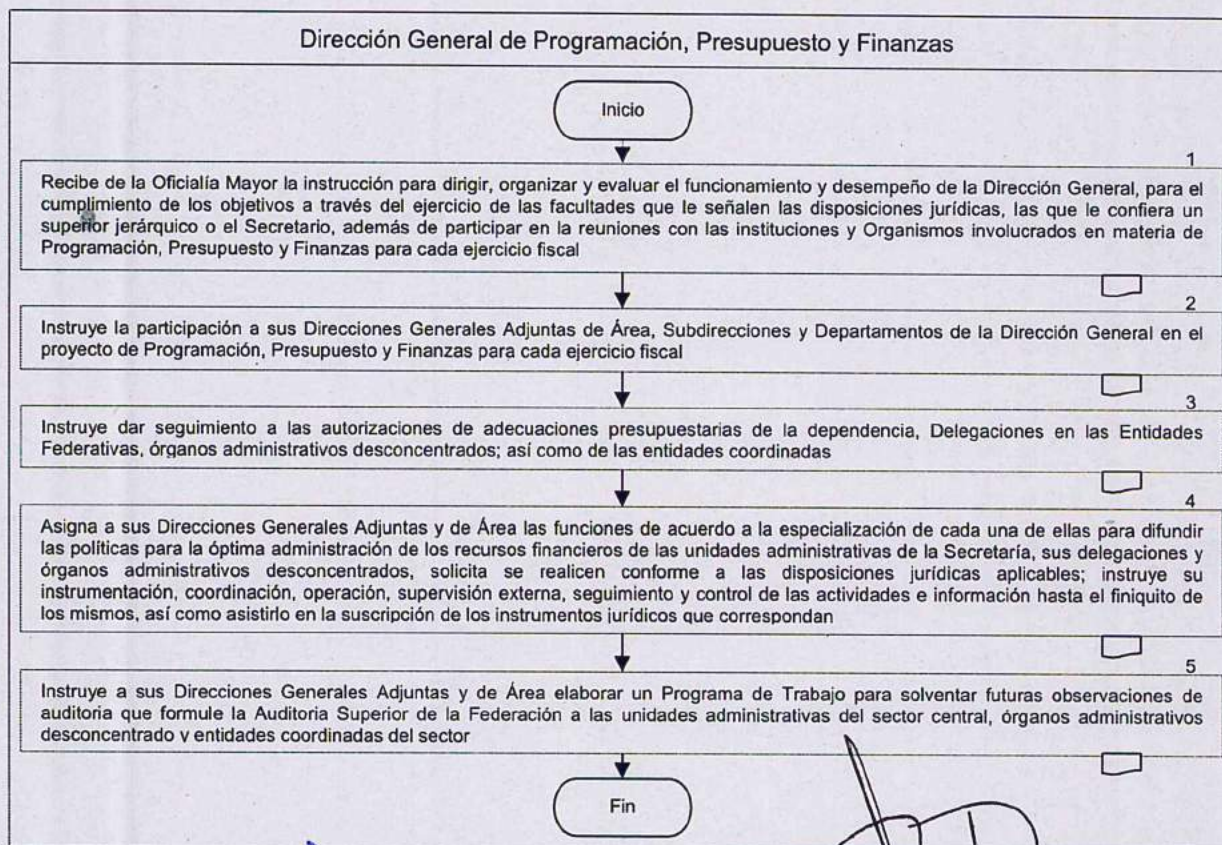 Dirección General de Programación, Presupuesto y Finanzas
Inicio
1
Recibe de la Oficialía Mayor la instrucción para dirigir, organizar y evaluar el funcionamiento y desempeño de la Dirección General, para el
cumplimiento de los objetivos a través del ejercicio de las facultades que le señalen las disposiciones jurídicas, las que le confiera un
superior jerárquico o el Secretario, además de participar en la reuniones con las instituciones y Organismos involucrados en materia de
Programación, Presupuesto y Finanzas para cada ejercicio fiscal
2
Instruye la participación a sus Direcciones Generales Adjuntas de Área, Subdirecciones y Departamentos de la Dirección General en el
proyecto de Programación, Presupuesto y Finanzas para cada ejercicio fiscal
3
Instruye dar seguimiento a las autorizaciones de adecuaciones presupuestarias de la dependencia, Delegaciones en las Entidades
Federativas, órganos administrativos desconcentrados; así como de las entidades coordinadas
4
Asigna a sus Direcciones Generales Adjuntas y de Área las funciones de acuerdo a la especialización de cada una de ellas para difundir
las políticas para la óptima administración de los recursos financieros de las unidades administrativas de la Secretaría, sus delegaciones y
órganos administrativos desconcentrados, solicita se realicen conforme a las disposiciones jurídicas aplicables; instruye su
instrumentación, coordinación, operación, supervisión externa, seguimiento y control de las actividades e información hasta el finiquito de
los mismos, así como asistirlo en la suscripción de los instrumentos jurídicos que correspondan
5
Instruye a sus Direcciones Generales Adjuntas y de Área elaborar un Programa de Trabajo para solventar futuras observaciones de
auditoria que formule la Auditoria Superior de la Federación a las unidades administrativas del sector central, órganos administrativos
desconcentrado y entidades coordinadas del sector
Fin